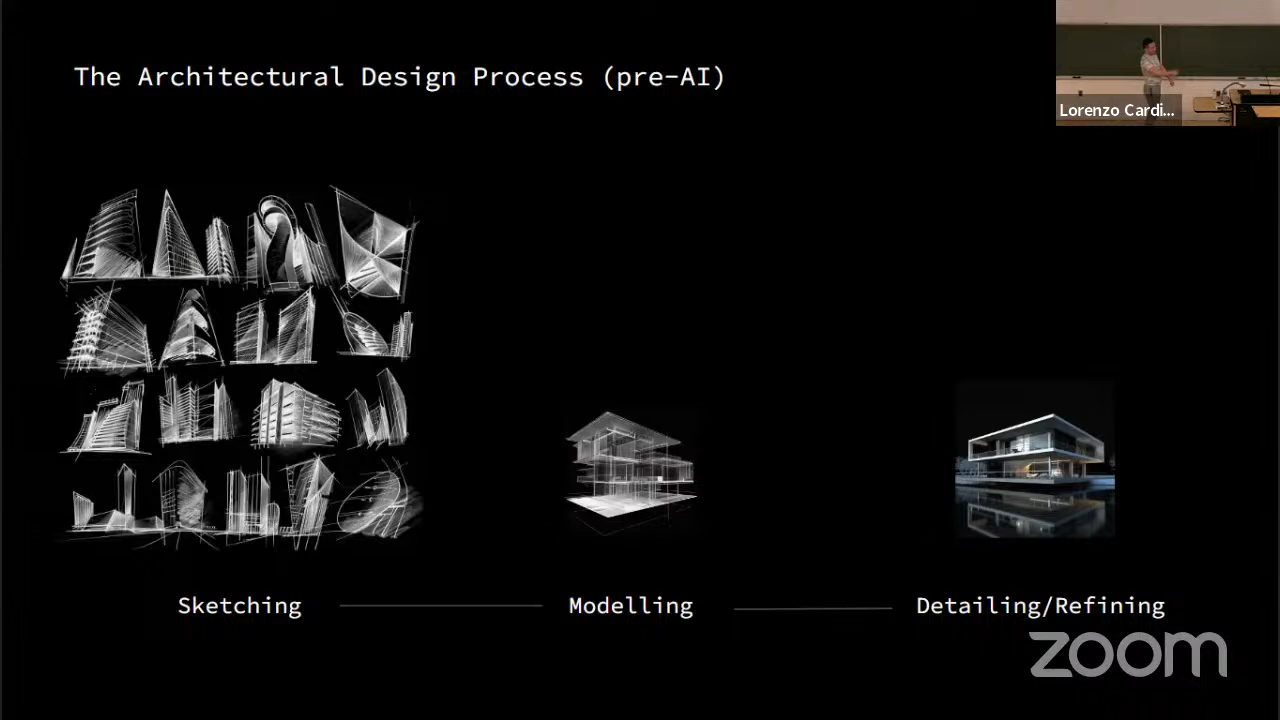 The Architectural Design Process (pre-AI)
Lorenzo Cardi...
Sketching
Modelling
Detailing/Refining
zoom